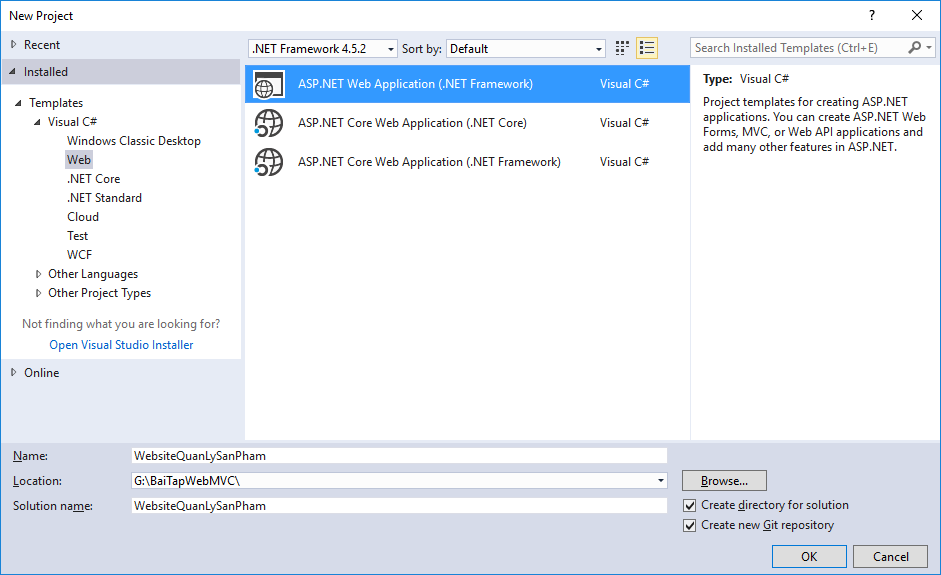 New Project
?
Recent
.NET Framework 4.5.2
Sort by:
Default
Search Installed Templates (Ctrl+E)
Installed
Templates
Visual C#
Windows Classic Desktop
Web
.NET Core
.NET Standard
Cloud
Test
WCF
Other Languages
Other Project Types
Not finding what you are looking for?
Open Visual Studio Installer
Online
ASP.NET Web Application (.NET Framework) Visual C#
ASP.NET Core Web Application (.NET Core) Visual C#
ASP.NET Core Web Application (.NET Framework) Visual C#
Type: Visual C#
Project templates for creating ASP.NET
applications. You can create ASP.NET Web
Forms, MVC, or Web API applications and
add many other features in ASP.NET.
Name: WebsiteQuanLySanPham
Location: G:\BaiTapWebMVC\
Browse...
Solution name: WebsiteQuanLySanPham
Create directory for solution
Create new Git repository
OK
Cancel